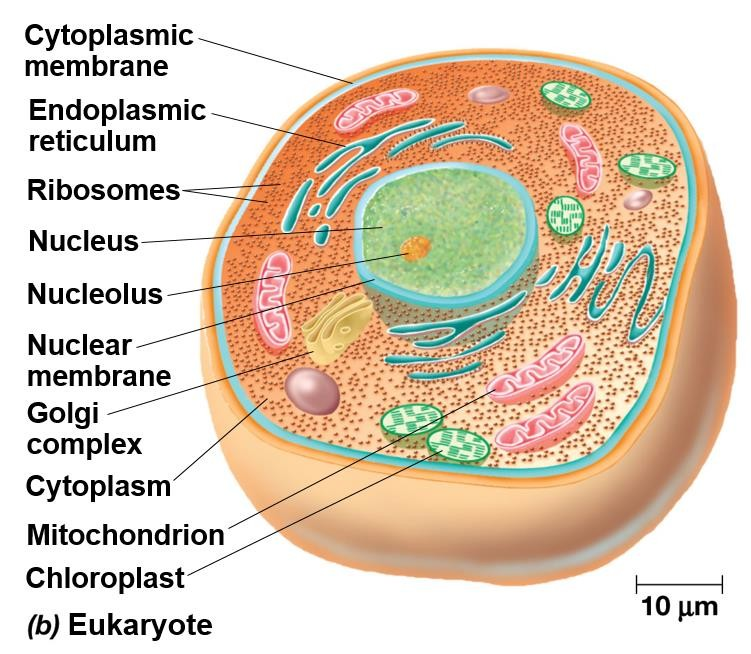 Cytoplasmic
membrane
Endoplasmic
reticulum
Ribosomes
Nucleus
Nucleolus
Nuclear
membrane
Golgi
complex
Cytoplasm
Mitochondrion
Chloroplast
10 μm
(b) Eukaryote